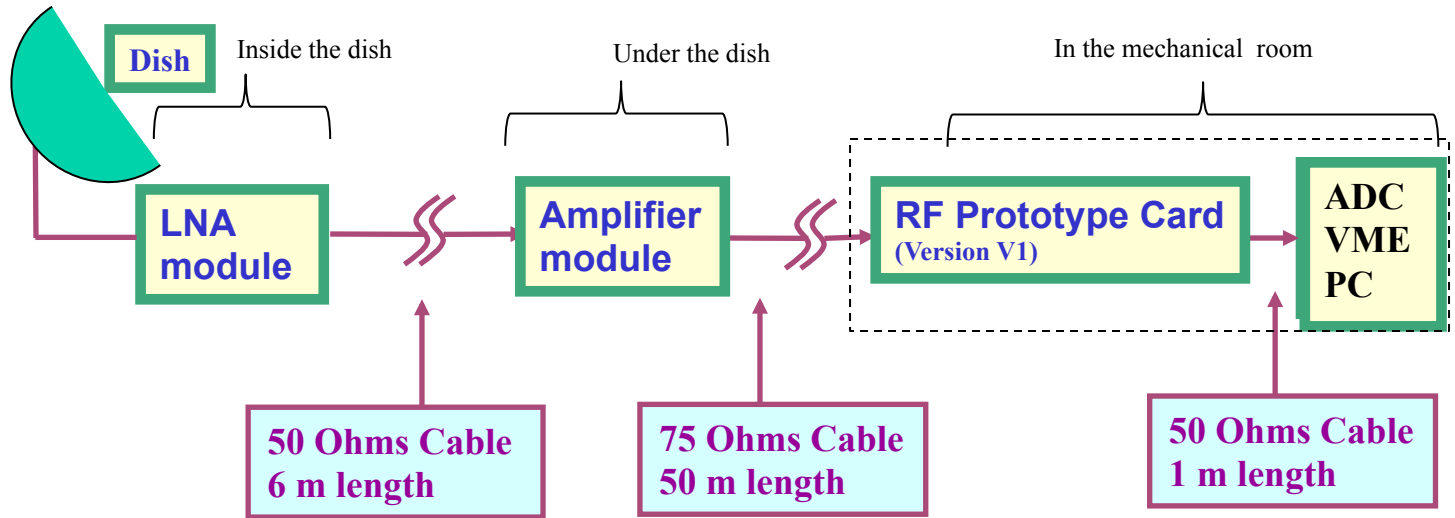 Dish
Inside the dish
Under the dish
In the mechanical room
LNA
module
Amplifier
module
RF Prototype Card
(Version V1)
ADC
VME
PC
50 Ohms Cable
6 m length
75 Ohms Cable
50 m length
50 Ohms Cable
1 m length